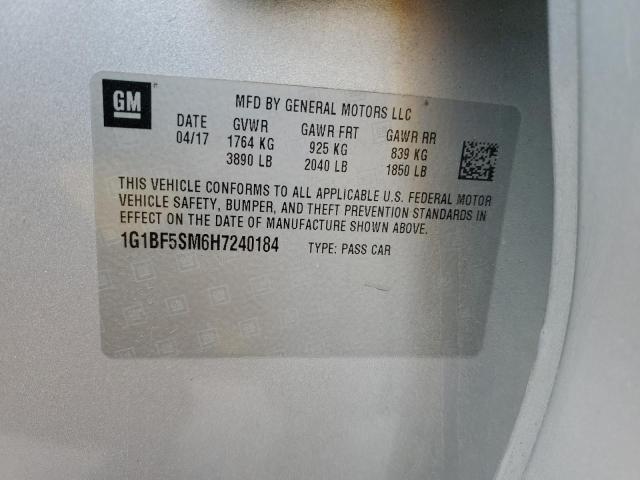 GM
MFD BY GENERAL MOTORS LLC
DATE GVWR GAWR FRT GAWR RR
04/17 1764 KG 925 KG 839 KG
3890 LB 2040 LB 1850 LB
THIS VEHICLE CONFORMS TO ALL APPLICABLE U.S. FEDERAL MOTOR
VEHICLE SAFETY, BUMPER, AND THEFT PREVENTION STANDARDS IN
EFFECT ON THE DATE OF MANUFACTURE SHOWN ABOVE.
1G1BF5SM6H7240184 TYPE: PASS CAR